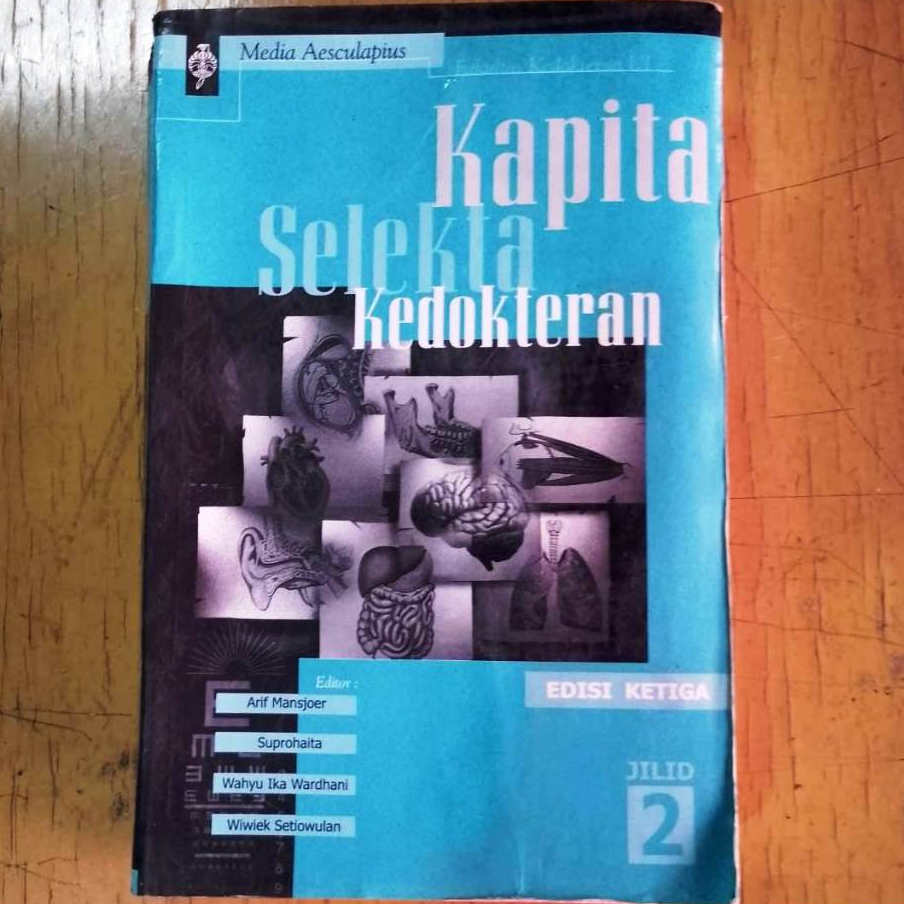 Media Aesculapius
Kapita
Selekta
Kedokteran
Editor :
Arif Mansjoer
Suprohaita
Wahyu Ika Wardhani
Wiwiek Setiowulan
EDISI KETIGA
JILID
2